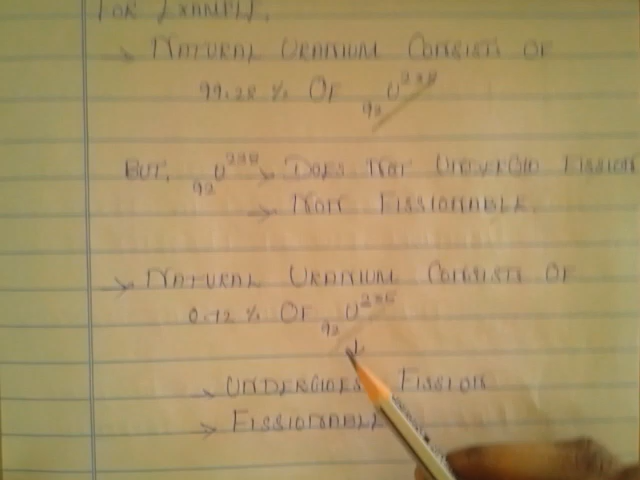 FOR EXAMPLE,
→ NATURAL URANIUM CONSISTS OF
99.28 % OF ₉₂U²³⁸
BUT, ₉₂U²³⁸ → DOES NOT UNDERGO FISSION
→ NON FISSIONABLE.
→ NATURAL URANIUM CONSISTS OF
0.72 % OF ₉₂U²³⁵
→ UNDERGOES FISSION
→ FISSIONABLE